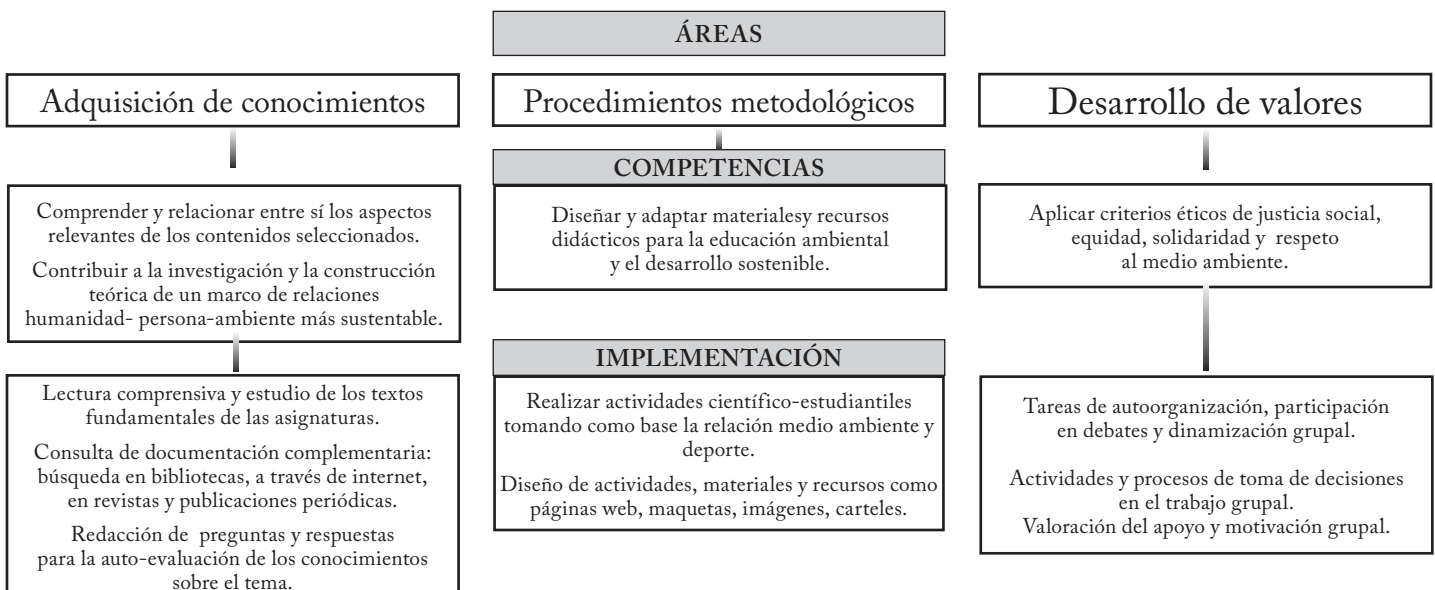 ÁREAS
Adquisición de conocimientos
Procedimientos metodológicos
Desarrollo de valores
COMPETENCIAS
Comprender y relacionar entre sí los aspectos
relevantes de los contenidos seleccionados.
Contribuir a la investigación y la construcción
teórica de un marco de relaciones
humanidad- persona-ambiente más sustentable.
Diseñar y adaptar materialesy recursos
didácticos para la educación ambiental
y el desarrollo sostenible.
Aplicar criterios éticos de justicia social,
equidad, solidaridad y respeto
al medio ambiente.
IMPLEMENTACIÓN
Lectura comprensiva y estudio de los textos
fundamentales de las asignaturas.
Consulta de documentación complementaria:
búsqueda en bibliotecas, a través de internet,
en revistas y publicaciones periódicas.
Redacción de preguntas y respuestas
para la auto-evaluación de los conocimientos
sobre el tema.
Realizar actividades científico-estudiantiles
tomando como base la relación medio ambiente y
deporte.
Diseño de actividades, materiales y recursos como
páginas web, maquetas, imágenes, carteles.
Tareas de autoorganización, participación
en debates y dinamización grupal.
Actividades y procesos de toma de decisiones
en el trabajo grupal.
Valoración del apoyo y motivación grupal.